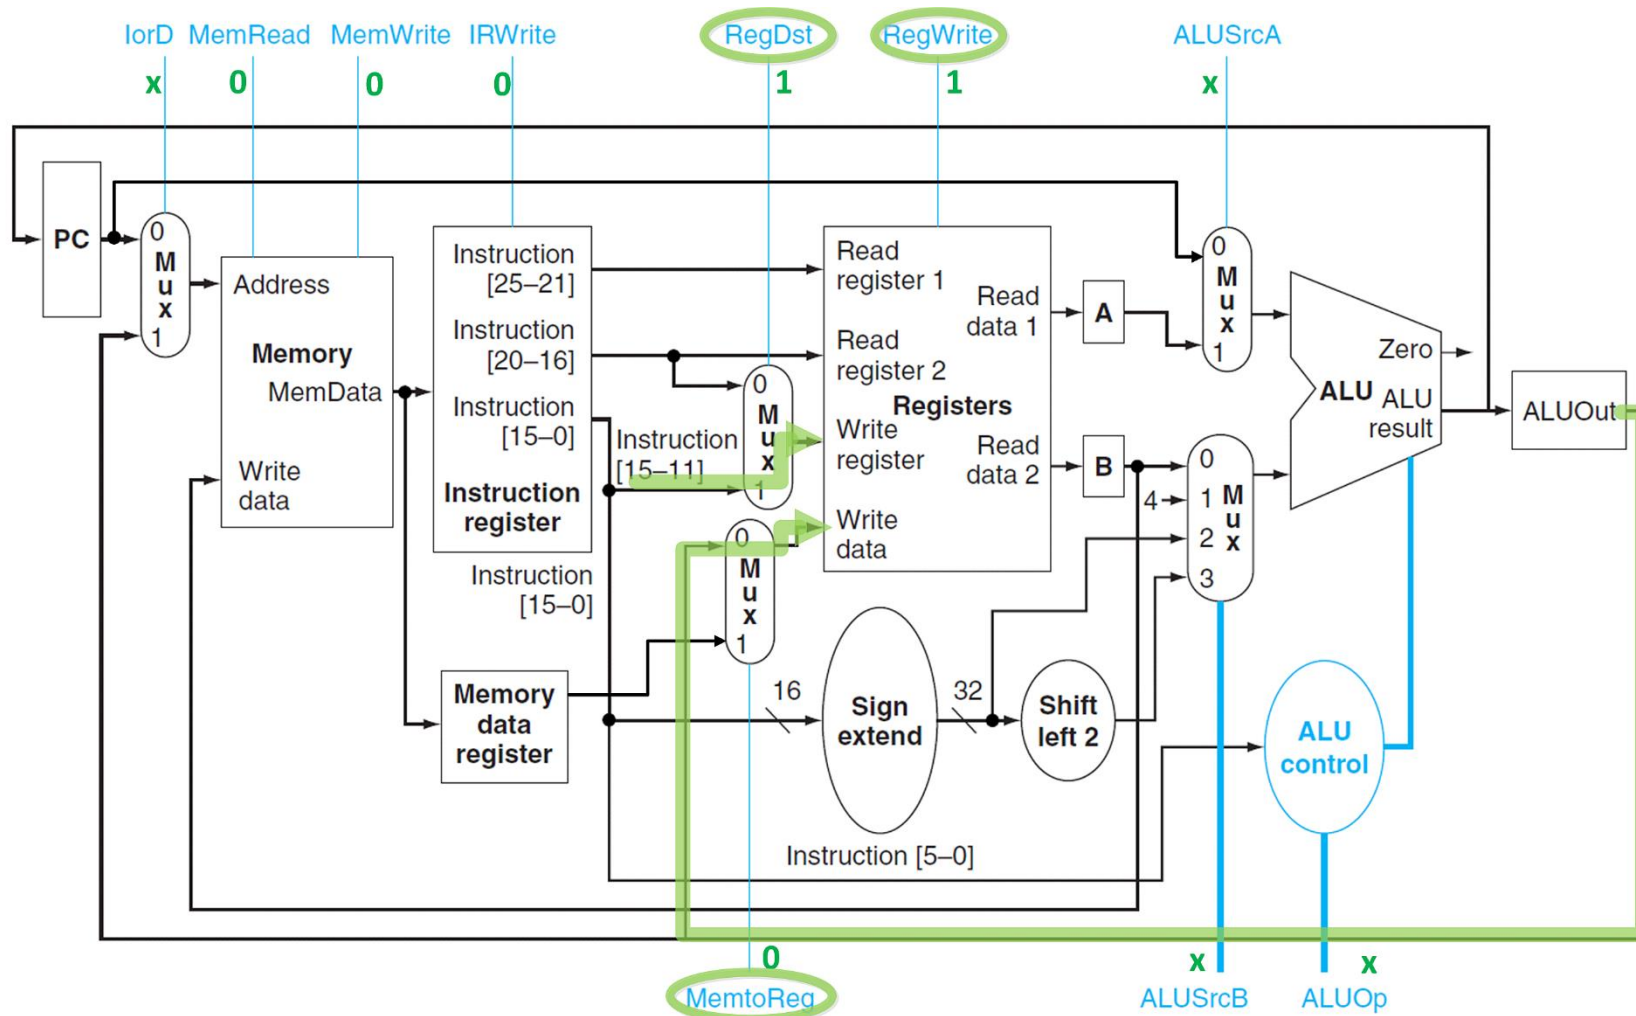 IorD MemRead MemWrite IRWrite RegDst RegWrite ALUSrcA
x 0 0 0 1 1 x
PC
0
M
u
x
1
Address
Memory
MemData
Write
data
Instruction
[25–21]
Instruction
[20–16]
Instruction
[15–0]
Instruction
register
Instruction
[15–0]
Instruction
[15–11]
0
M
u
x
1
0
M
u
x
1
Memory
data
register
Read
register 1
Read
register 2
Registers
Write
register
Write
data
Read
data 1
Read
data 2
A
B
0
M
u
x
1
4
0
1
2
3
M
u
x
Zero
ALU
ALU
result
ALUOut
16
Sign
extend
32
Shift
left 2
ALU
control
Instruction [5–0]
0 x x
MemtoReg ALUSrcB ALUOp